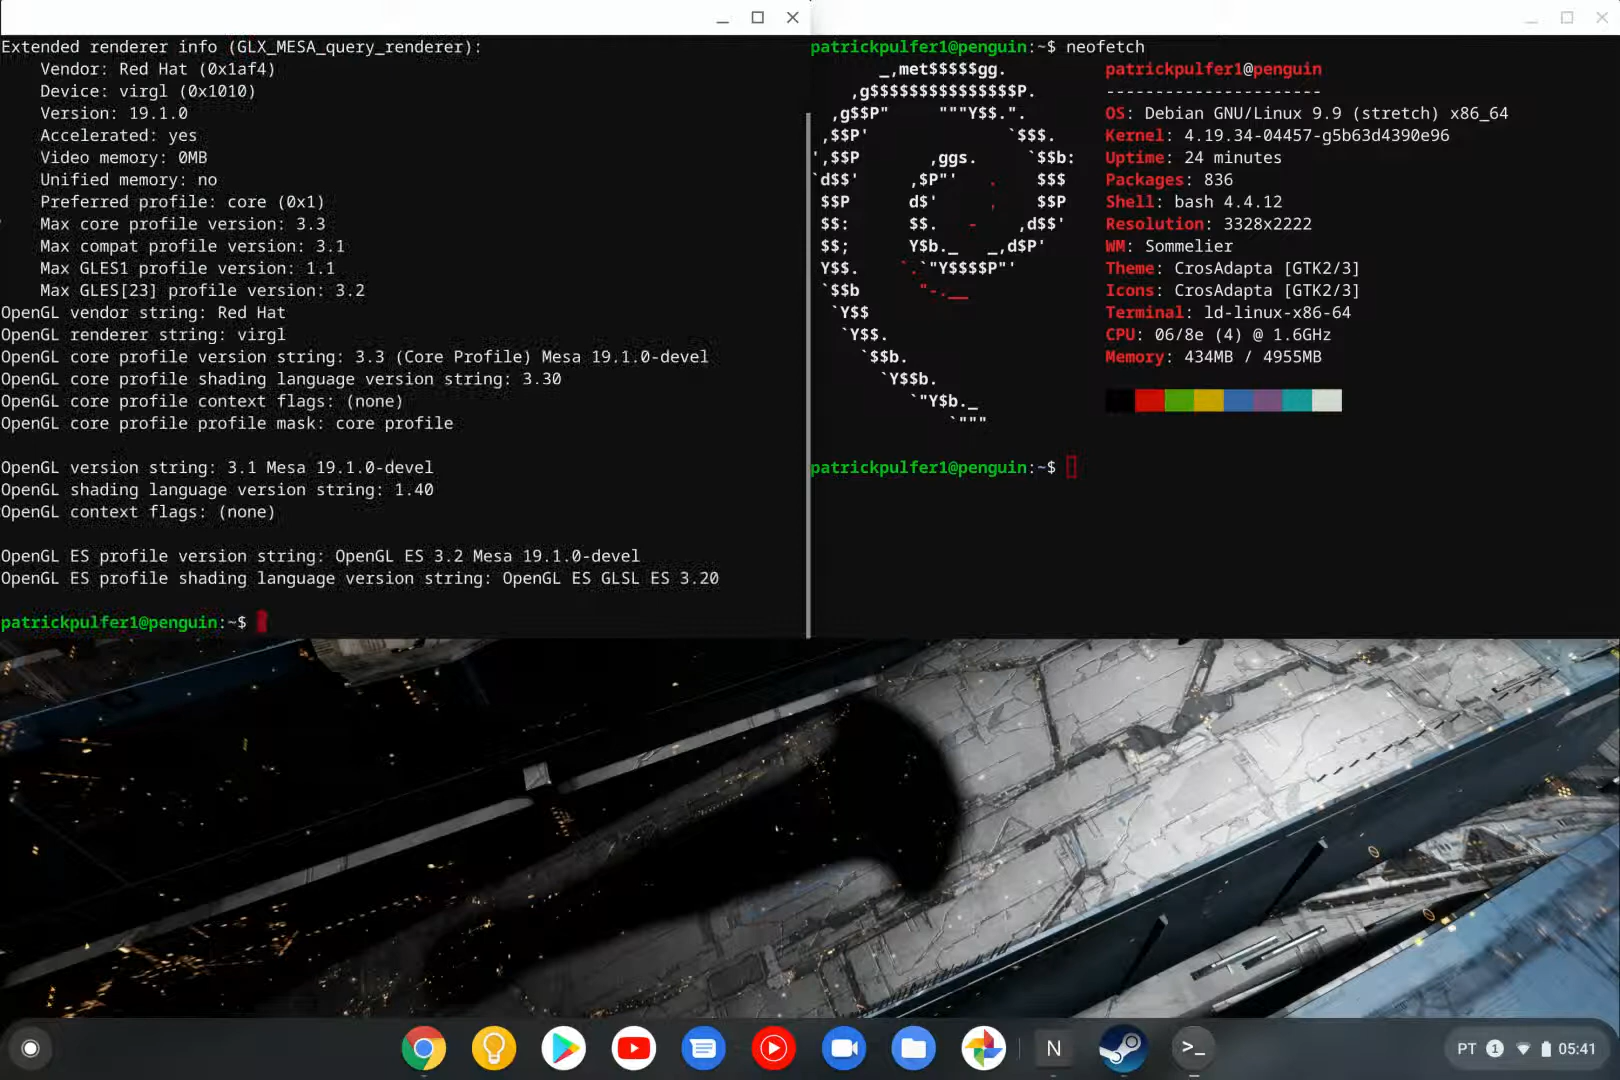 Extended renderer info (GLX_MESA_query_renderer):
    Vendor: Red Hat (0x1af4)
    Device: virgl (0x1010)
    Version: 19.1.0
    Accelerated: yes
    Video memory: 0MB
    Unified memory: no
    Preferred profile: core (0x1)
    Max core profile version: 3.3
    Max compat profile version: 3.1
    Max GLES1 profile version: 1.1
    Max GLES[23] profile version: 3.2
OpenGL vendor string: Red Hat
OpenGL renderer string: virgl
OpenGL core profile version string: 3.3 (Core Profile) Mesa 19.1.0-devel
OpenGL core profile shading language version string: 3.30
OpenGL core profile context flags: (none)
OpenGL core profile profile mask: core profile
OpenGL version string: 3.1 Mesa 19.1.0-devel
OpenGL shading language version string: 1.40
OpenGL context flags: (none)
OpenGL ES profile version string: OpenGL ES 3.2 Mesa 19.1.0-devel
OpenGL ES profile shading language version string: OpenGL ES GLSL ES 3.20
patrickpulfer1@penguin:~$
patrickpulfer1@penguin:~$ neofetch
       _,met$$$$$gg.
    ,g$$$$$$$$$$$$$$$P.
  ,g$$P"     """Y$$.".
 ,$$P'              `$$$.
',$$P       ,ggs.     `$$b:
`d$$'     ,$P"'   .    $$$
 $$P      d$'     ,    $$P
 $$:      $$.   -    ,d$$'
 $$;      Y$b._   _,d$P'
 Y$$.    `.`"Y$$$$P"'
 `$$b      "-.__
  `Y$$
   `Y$$.
     `$$b.
       `Y$$b.
          `"Y$b._
              `"""
patrickpulfer1@penguin
----------------------
OS: Debian GNU/Linux 9.9 (stretch) x86_64
Kernel: 4.19.34-04457-g5b63d4390e96
Uptime: 24 minutes
Packages: 836
Shell: bash 4.4.12
Resolution: 3328x2222
WM: Sommelier
Theme: CrosAdapta [GTK2/3]
Icons: CrosAdapta [GTK2/3]
Terminal: ld-linux-x86-64
CPU: 06/8e (4) @ 1.6GHz
Memory: 434MB / 4955MB
patrickpulfer1@penguin:~$
N
>_
PT 1 05:41